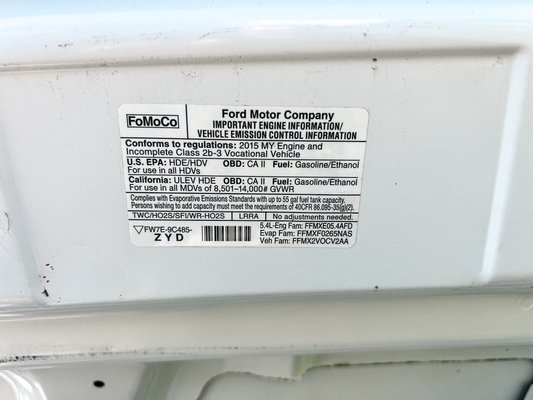 FoMoCo
Ford Motor Company
IMPORTANT ENGINE INFORMATION/
VEHICLE EMISSION CONTROL INFORMATION
Conforms to regulations: 2015 MY Engine and
Incomplete Class 2b-3 Vocational Vehicle
U.S. EPA: HDE/HDV OBD: CA II Fuel: Gasoline/Ethanol
For use in all HDVs
California: ULEV HDE OBD: CA II Fuel: Gasoline/Ethanol
For use in all MDVs of 8,501-14,000# GVWR
Complies with Evaporative Emissions Standards with up to 55 gal fuel tank capacity.
Persons wishing to add capacity must meet the requirements of 40CFR 86.095-35(g)(2).
TWC/HO2S/SFI/WR-HO2S LRRA No adjustments needed.
FW7E-9C485-
ZYD
5.4L-Eng Fam: FFMXE05.4AFD
Evap Fam: FFMXF0265NAS
Veh Fam: FFMX2VOCV2AA